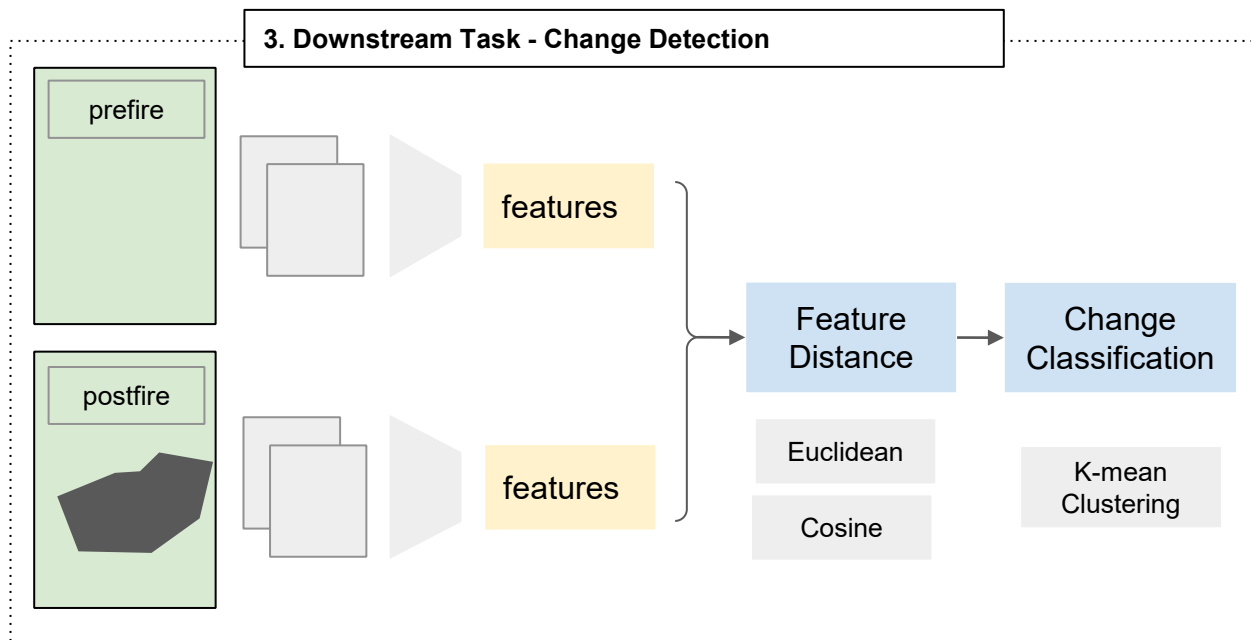 3. Downstream Task - Change Detection
prefire
features
postfire
features
Feature
Distance
Change
Classification
Euclidean
Cosine
K-mean
Clustering